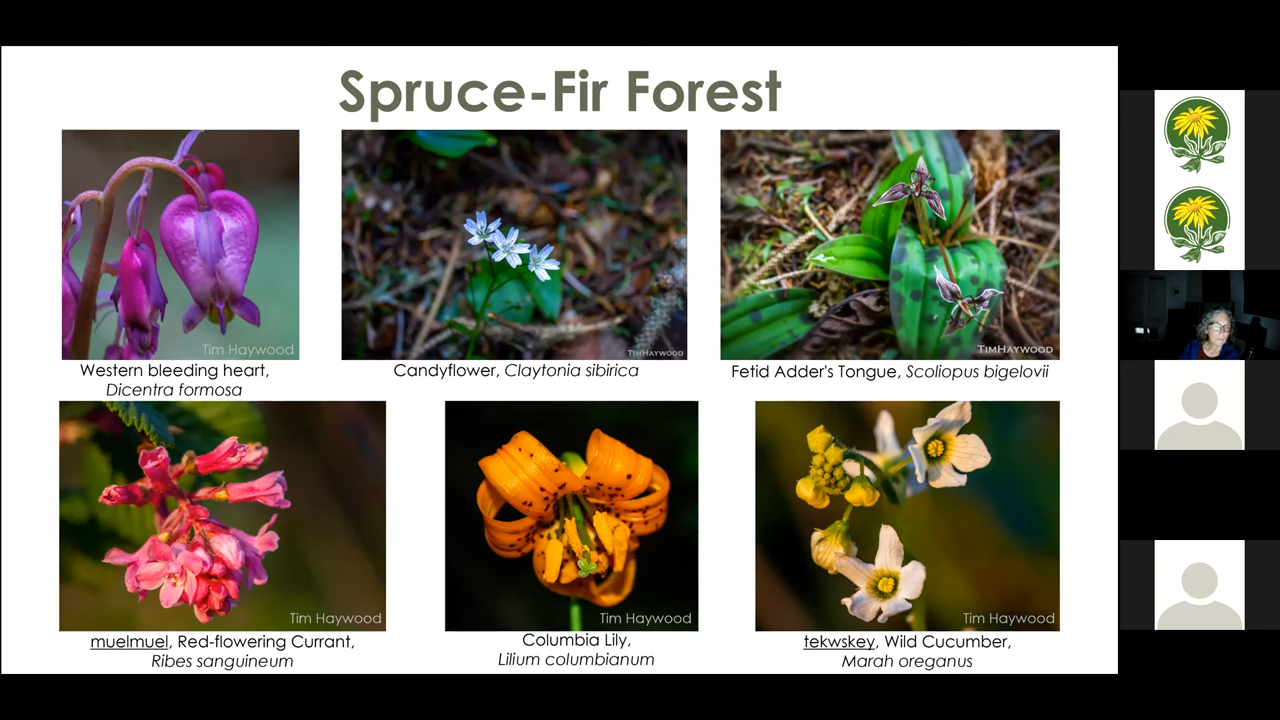 Spruce-Fir Forest
Tim Haywood
TimHaywood
TimHaywood
Western bleeding heart,
Dicentra formosa
Candyflower, Claytonia sibirica
Fetid Adder's Tongue, Scoliopus bigelovii
Tim Haywood
Tim Haywood
Tim Haywood
muelmuel, Red-flowering Currant,
Ribes sanguineum
Columbia Lily,
Lilium columbianum
tekwskey, Wild Cucumber,
Marah oreganus